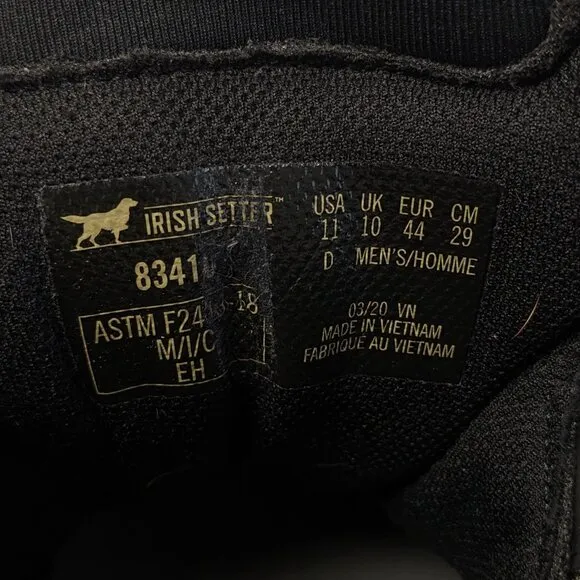 IRISH SETTER™
8341
ASTM F24 -18
M/I/C
EH
USA UK EUR CM
11 10 44 29
D MEN'S/HOMME
03/20 VN
MADE IN VIETNAM
FABRIQUÉ AU VIETNAM